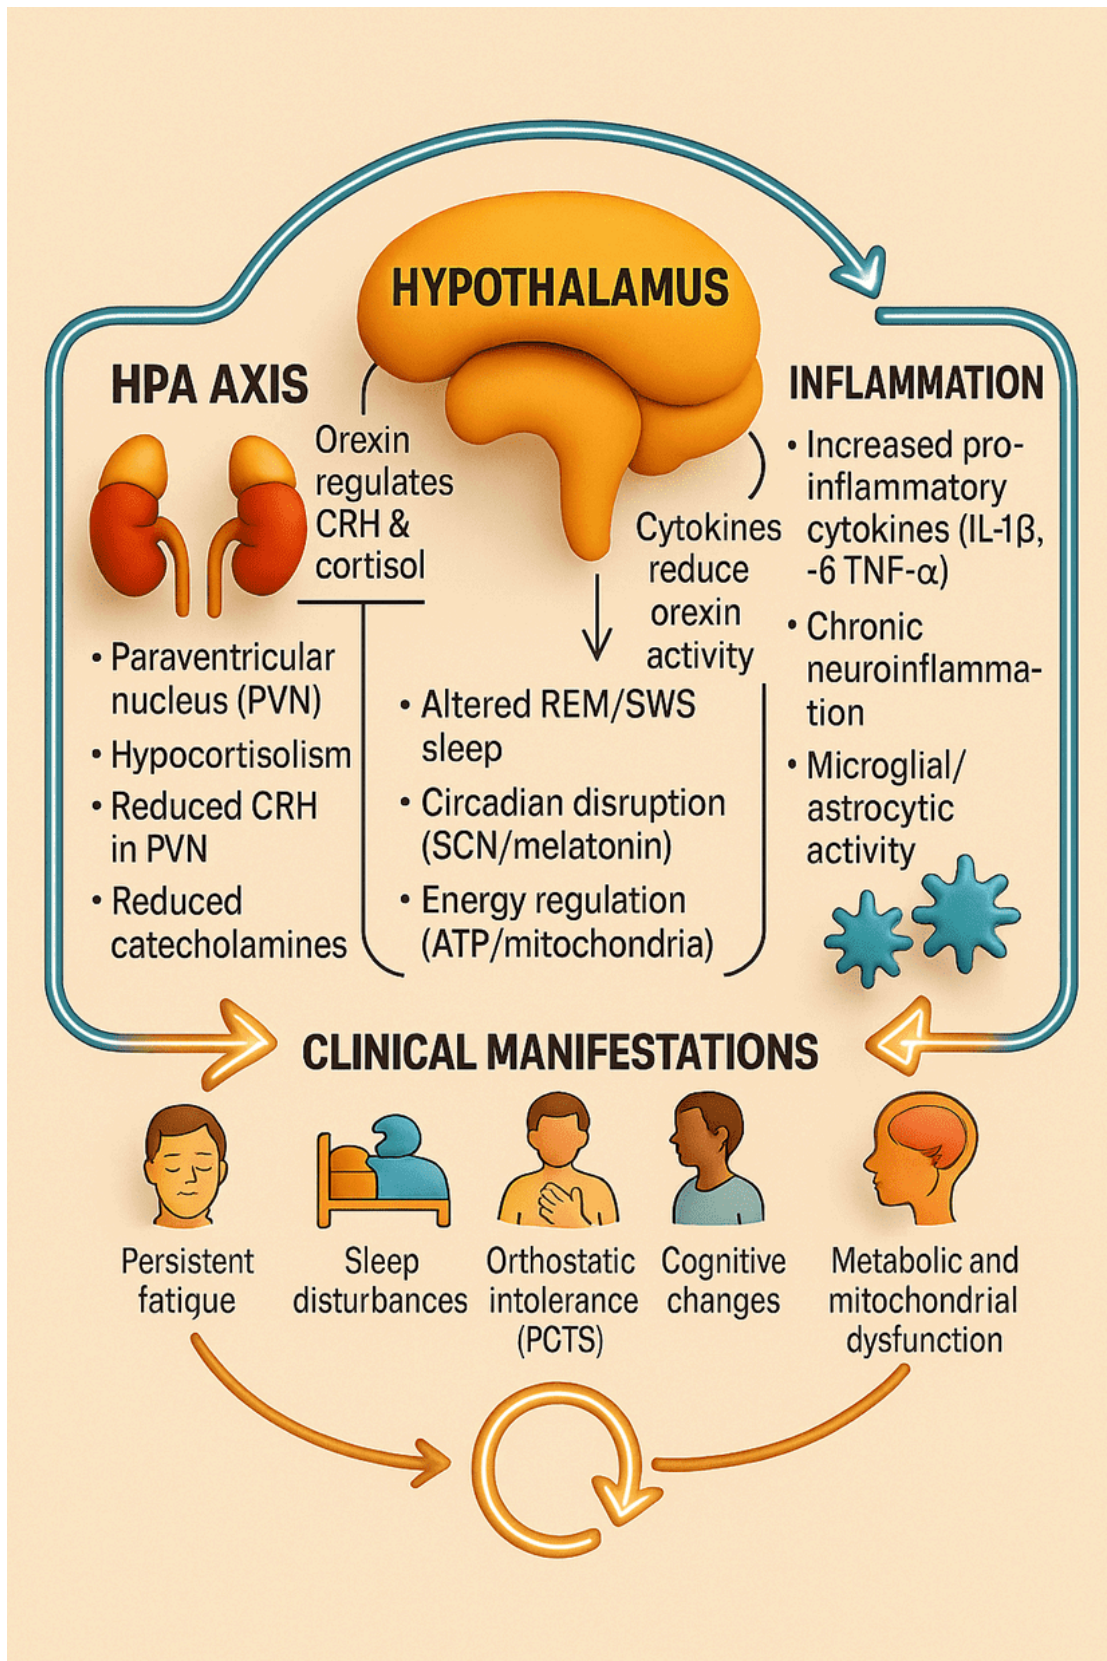 HYPOTHALAMUS
HPA AXIS
Orexin
regulates
CRH &
cortisol
• Paraventricular
nucleus (PVN)
• Hypocortisolism
• Reduced CRH
in PVN
• Reduced
catecholamines
• Altered REM/SWS
sleep
• Circadian disruption
(SCN/melatonin)
• Energy regulation
(ATP/mitochondria)
Cytokines
reduce
orexin
activity
INFLAMMATION
• Increased pro-
inflammatory
cytokines (IL-1β,
-6 TNF-α)
• Chronic
neuroinflamma-
tion
• Microglial/
astrocytic
activity
CLINICAL MANIFESTATIONS
Persistent
fatigue
Sleep
disturbances
Orthostatic
intolerance
(PCTS)
Cognitive
changes
Metabolic and
mitochondrial
dysfunction